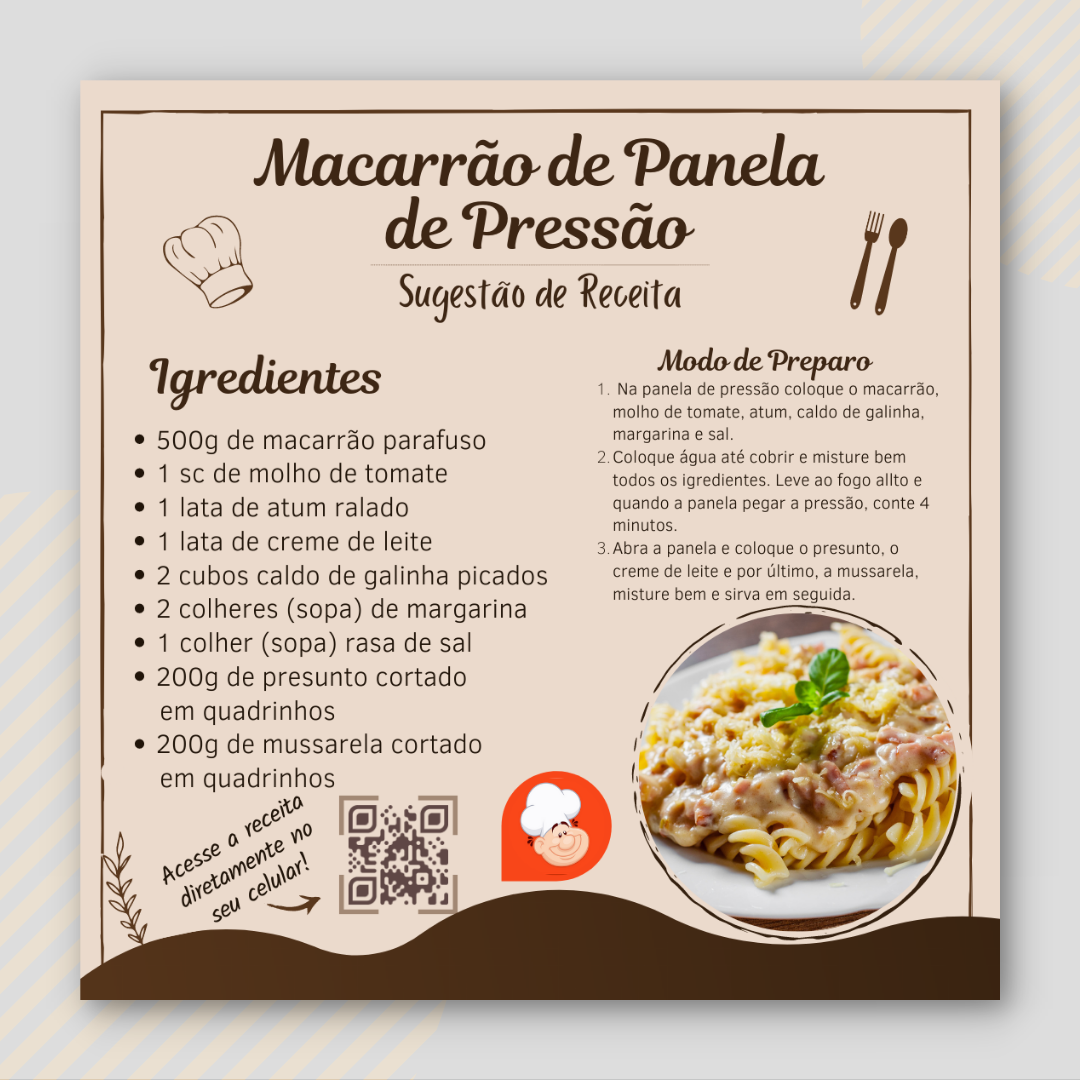 Macarrão de Panela
de Pressão
Sugestão de Receita
Igredientes
• 500g de macarrão parafuso
• 1 sc de molho de tomate
• 1 lata de atum ralado
• 1 lata de creme de leite
• 2 cubos caldo de galinha picados
• 2 colheres (sopa) de margarina
• 1 colher (sopa) rasa de sal
• 200g de presunto cortado
em quadrinhos
• 200g de mussarela cortado
em quadrinhos
Acesse a receita
diretamente no
seu celular!
Modo de Preparo
1. Na panela de pressão coloque o macarrão,
molho de tomate, atum, caldo de galinha,
margarina e sal.
2. Coloque água até cobrir e misture bem
todos os igredientes. Leve ao fogo allto e
quando a panela pegar a pressão, conte 4
minutos.
3. Abra a panela e coloque o presunto, o
creme de leite e por último, a mussarela,
misture bem e sirva em seguida.